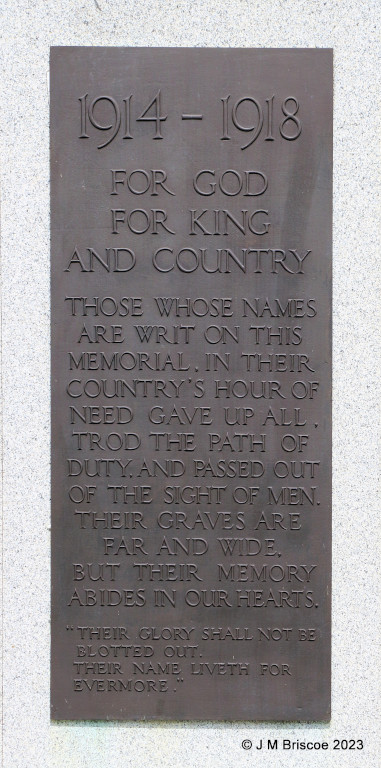 1914 - 1918
FOR GOD
FOR KING
AND COUNTRY
THOSE WHOSE NAMES
ARE WRIT ON THIS
MEMORIAL, IN THEIR
COUNTRY'S HOUR OF
NEED GAVE UP ALL,
TROD THE PATH OF
DUTY, AND PASSED OUT
OF THE SIGHT OF MEN.
THEIR GRAVES ARE
FAR AND WIDE,
BUT THEIR MEMORY
ABIDES IN OUR HEARTS.
"THEIR GLORY SHALL NOT BE
BLOTTED OUT.
THEIR NAME LIVETH FOR
EVERMORE."
© J M Briscoe 2023